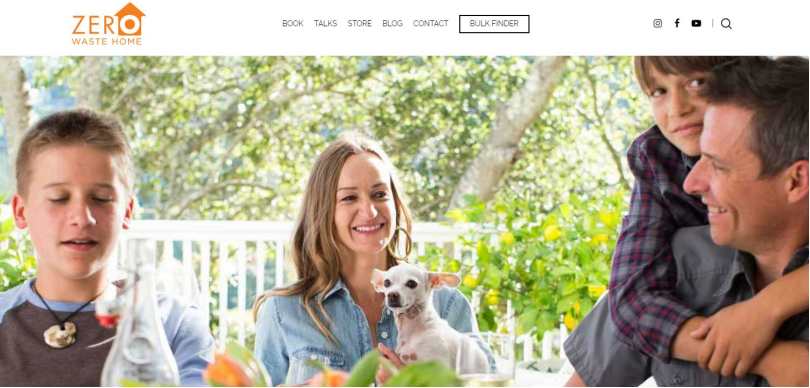 ZERO
WASTE HOME
BOOK TALKS STORE BLOG CONTACT BULK FINDER